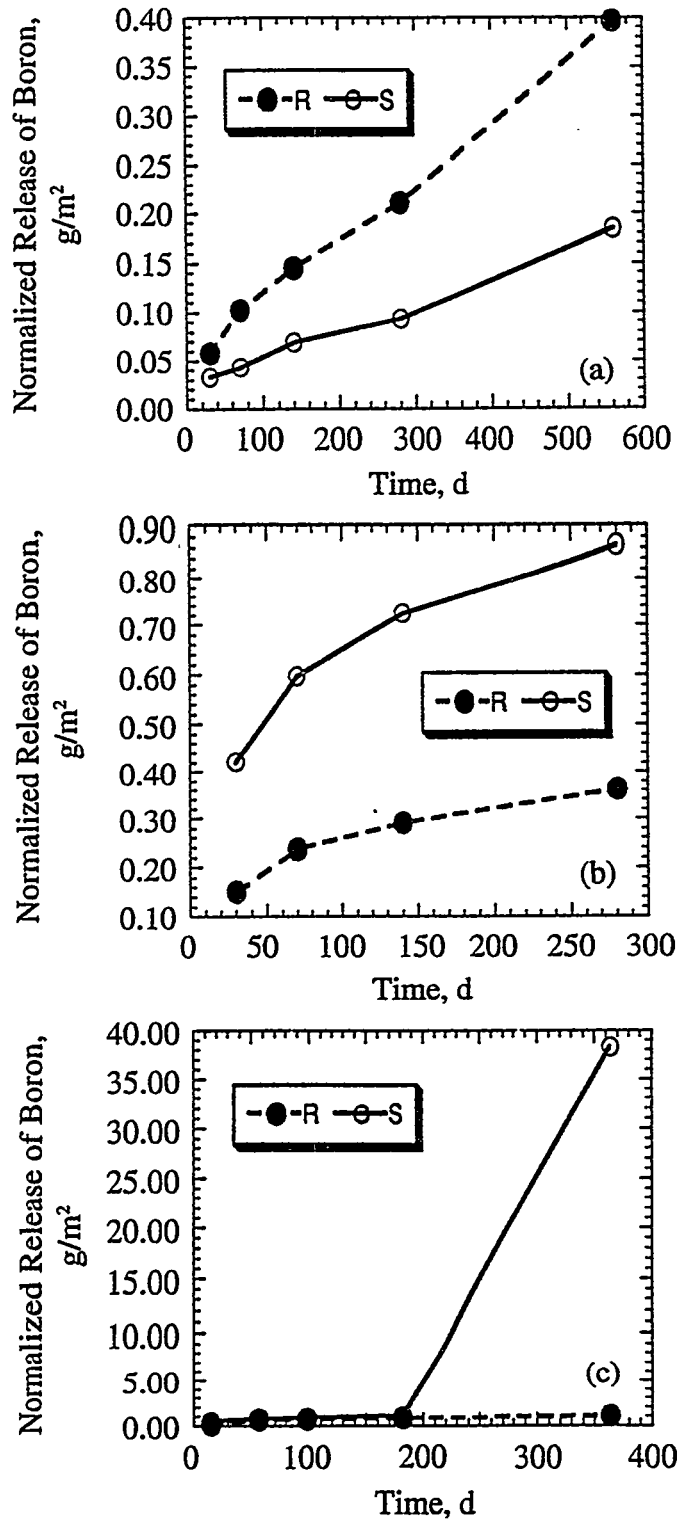 Normalized Release of Boron,
g/m²
0.40
0.35
0.30
0.25
0.20
0.15
0.10
0.05
0.00
R S
(a)
0 100 200 300 400 500 600
Time, d
Normalized Release of Boron,
g/m²
0.90
0.80
0.70
0.60
0.50
0.40
0.30
0.20
0.10
R S
(b)
0 50 100 150 200 250 300
Time, d
Normalized Release of Boron,
g/m²
40.00
35.00
30.00
25.00
20.00
15.00
10.00
5.00
0.00
R S
(c)
0 100 200 300 400
Time, d